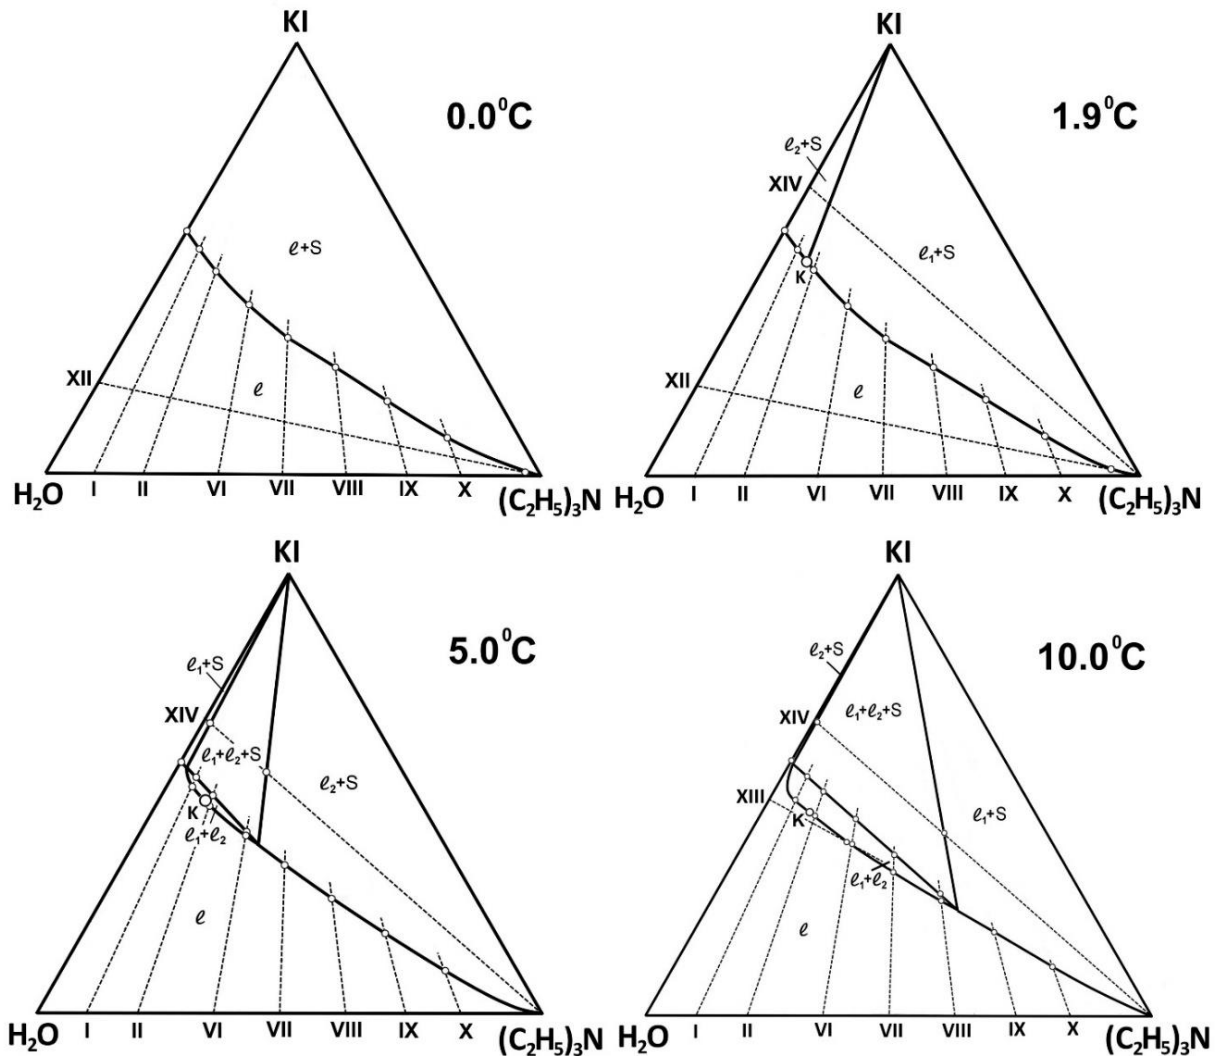 KI
0.0⁰C
ℓ+S
XII
ℓ
H₂O I II VI VII VIII IX X (C₂H₅)₃N
KI
1.9⁰C
ℓ₂+S
XIV
ℓ₁+S
K
XII
ℓ
H₂O I II VI VII VIII IX X (C₂H₅)₃N
KI
5.0⁰C
ℓ₁+S
XIV
ℓ₁+ℓ₂+S
ℓ₂+S
K
ℓ₁+ℓ₂
ℓ
H₂O I II VI VII VIII IX X (C₂H₅)₃N
KI
10.0⁰C
ℓ₂+S
XIV
ℓ₁+ℓ₂+S
XIII
ℓ₁+S
K
ℓ₁+ℓ₂
ℓ
H₂O I II VI VII VIII IX X (C₂H₅)₃N